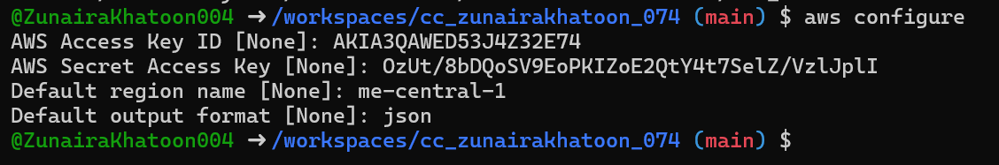 @ZunairaKhatoon004 ➜ /workspaces/cc_zunairakhatoon_074 (main) $ aws configure
AWS Access Key ID [None]: AKIA3QAWED53J4Z32E74
AWS Secret Access Key [None]: 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
Default region name [None]: me-central-1
Default output format [None]: json
@ZunairaKhatoon004 ➜ /workspaces/cc_zunairakhatoon_074 (main) $